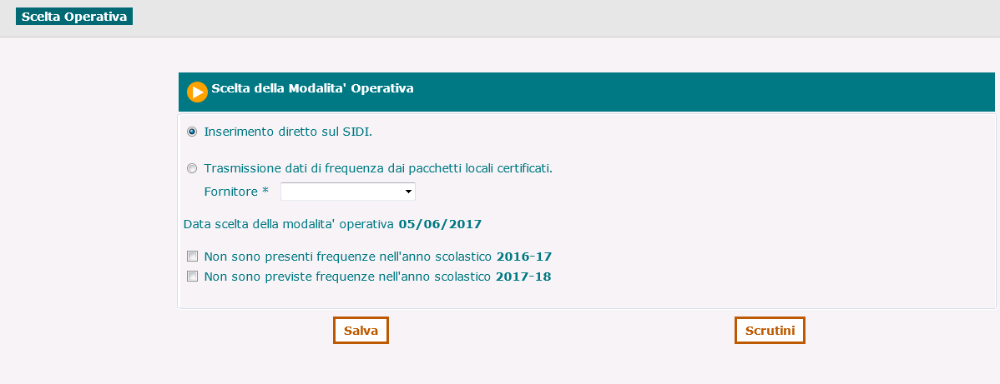 Scelta Operativa
Scelta della Modalita' Operativa
Inserimento diretto sul SIDI.
Trasmissione dati di frequenza dai pacchetti locali certificati.
Fornitore *
Data scelta della modalita' operativa 05/06/2017
Non sono presenti frequenze nell'anno scolastico 2016-17
Non sono previste frequenze nell'anno scolastico 2017-18
Salva Scrutini